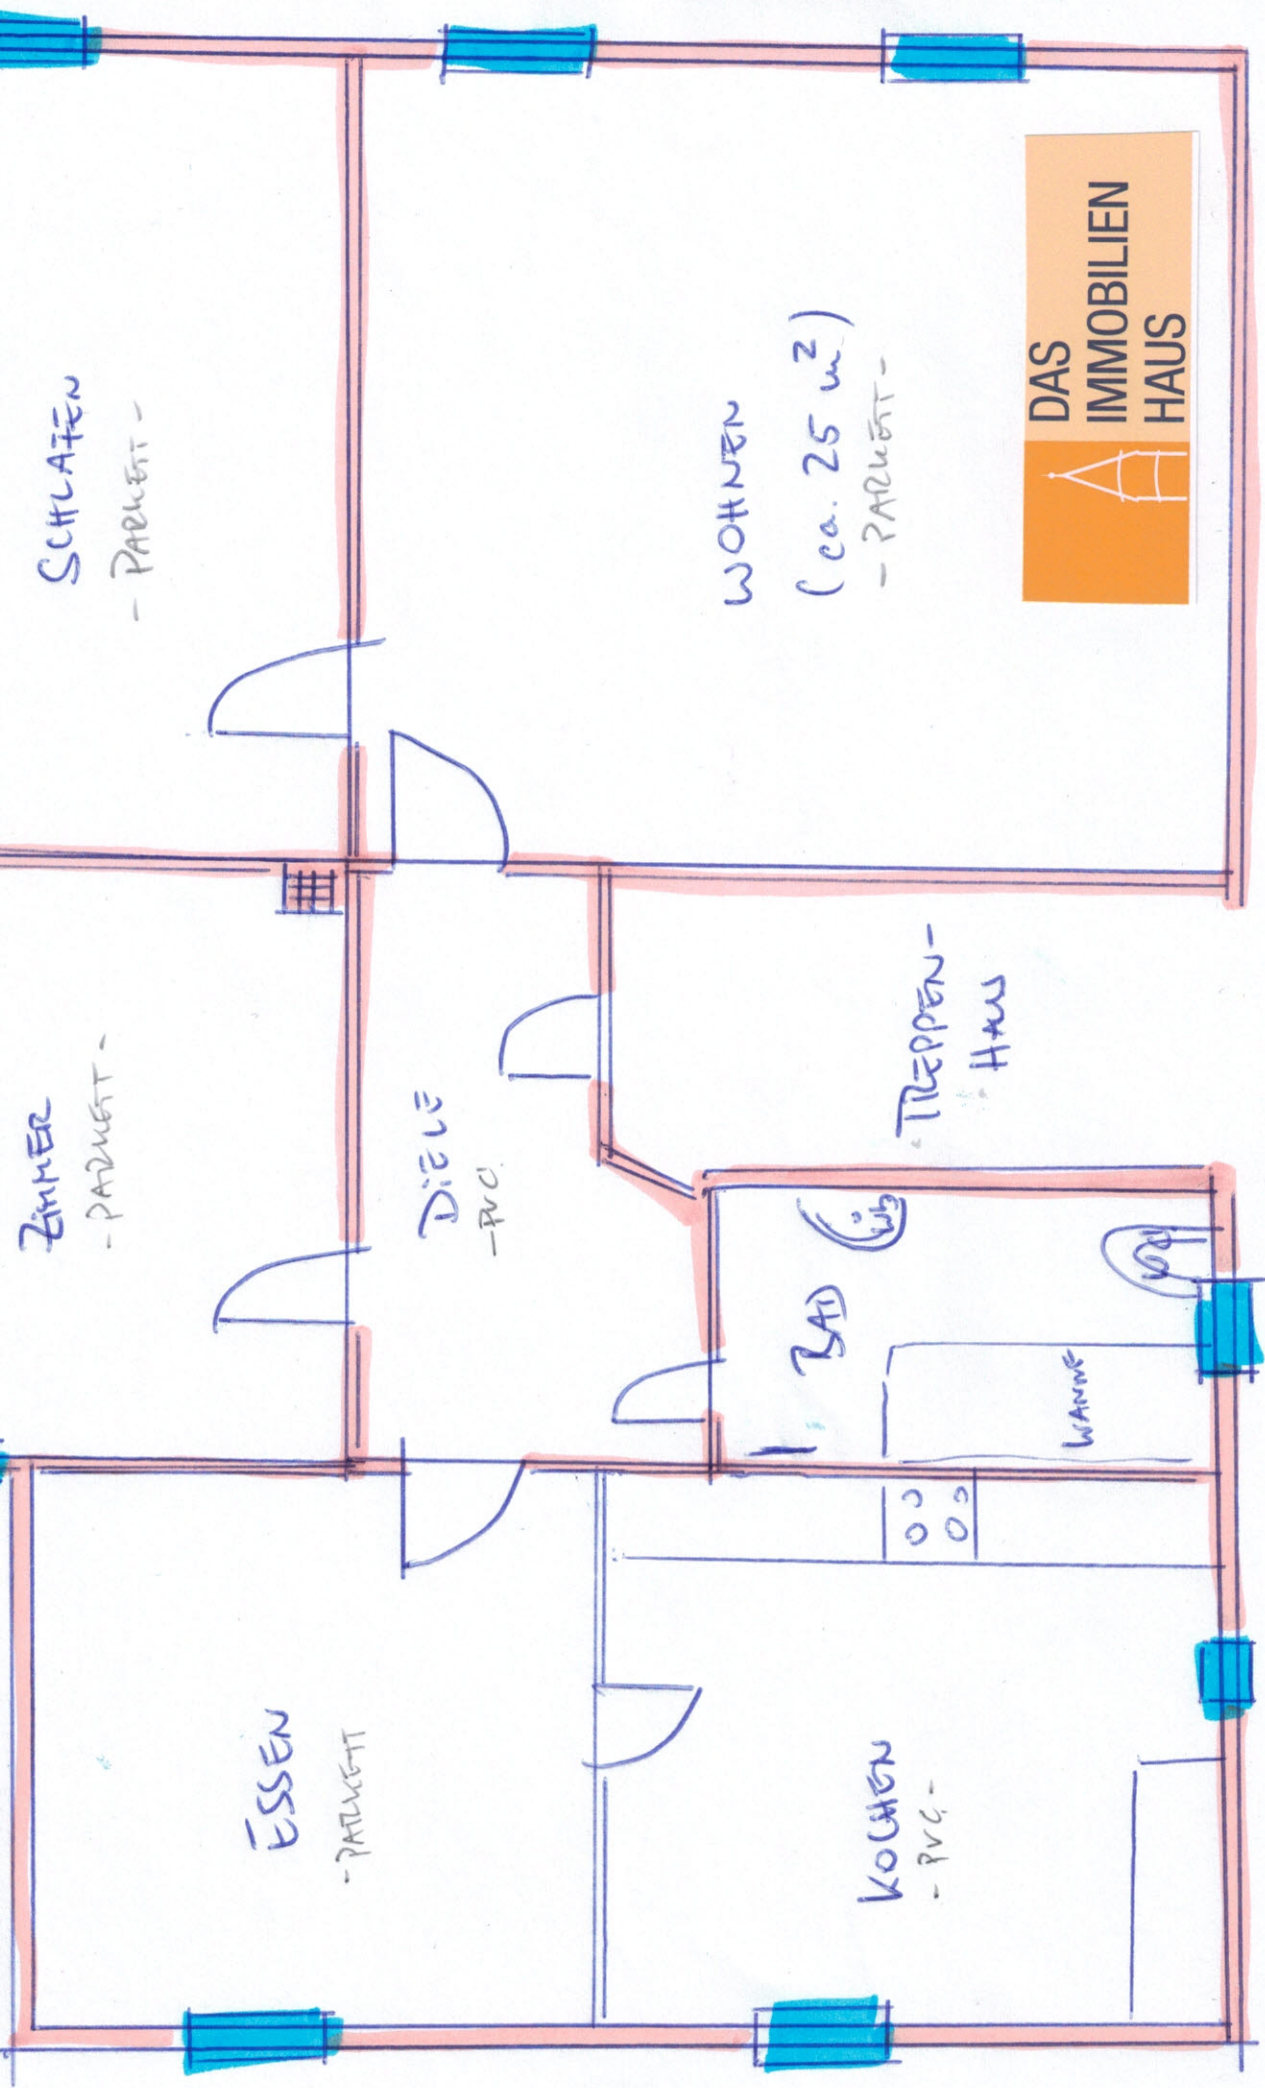 SCHLAFEN
- PARKETT -
WOHNEN
(ca. 25 m²)
- PARKETT -
DAS
IMMOBILIEN
HAUS
ZIMMER
- PARKETT -
DIELE
- PVC
TREPPEN-
HAUS
BAD
WB
WANNE
ESSEN
- PARKETT
KOCHEN
- PVC -